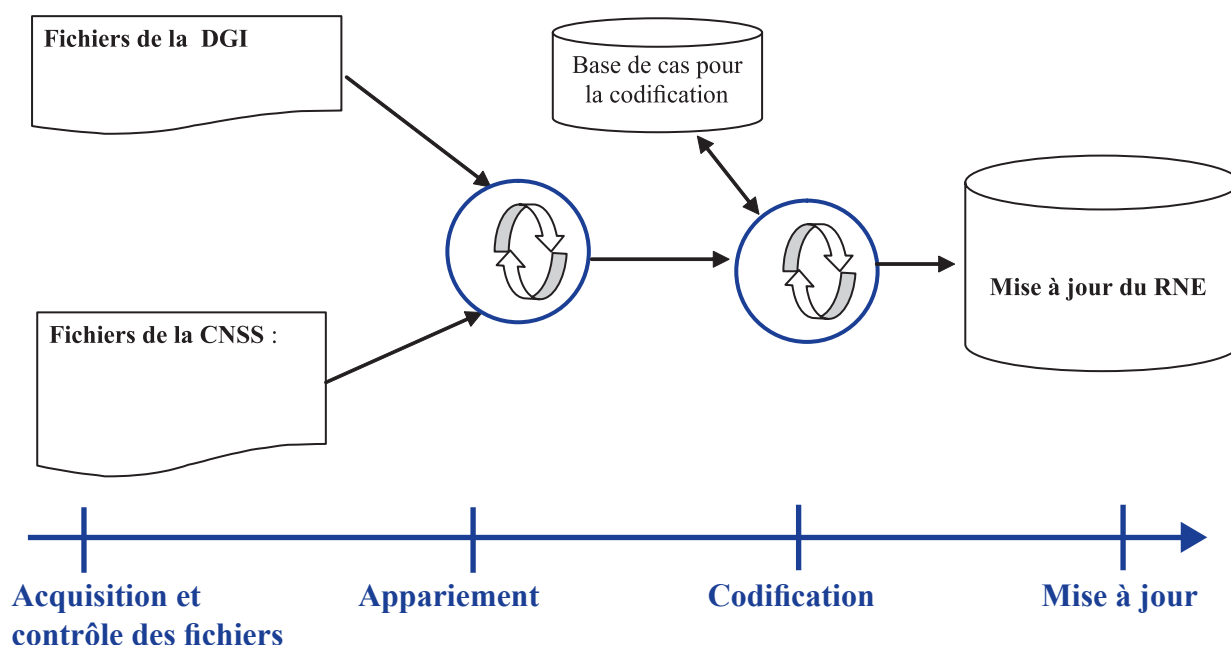 Fichiers de la DGI
Base de cas pour
la codification
Mise à jour du RNE
Fichiers de la CNSS :
Acquisition et
contrôle des fichiers
Appariement
Codification
Mise à jour